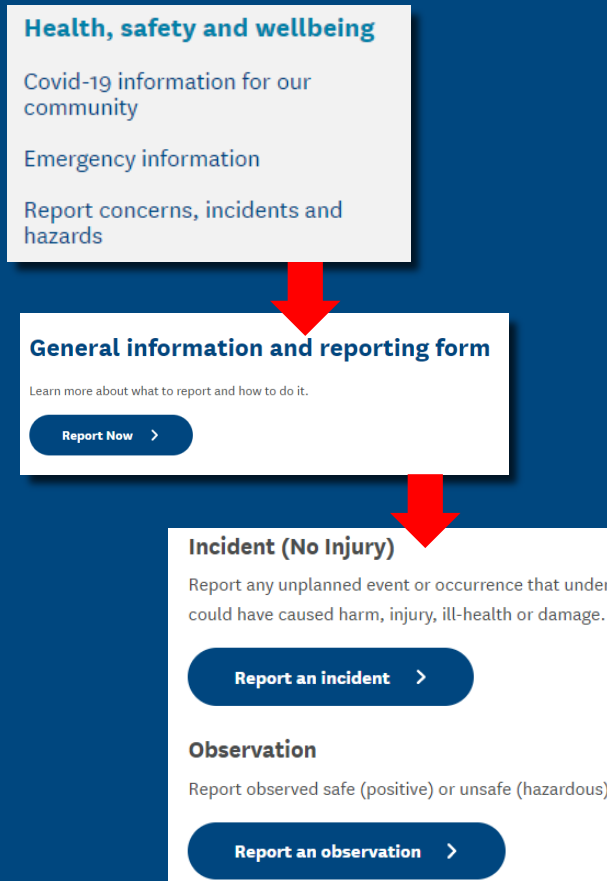 Health, safety and wellbeing
Covid-19 information for our
community
Emergency information
Report concerns, incidents and
hazards
General information and reporting form
Learn more about what to report and how to do it.
Report Now
Incident (No Injury)
Report any unplanned event or occurrence that under
could have caused harm, injury, ill-health or damage.
Report an incident
Observation
Report observed safe (positive) or unsafe (hazardous)
Report an observation